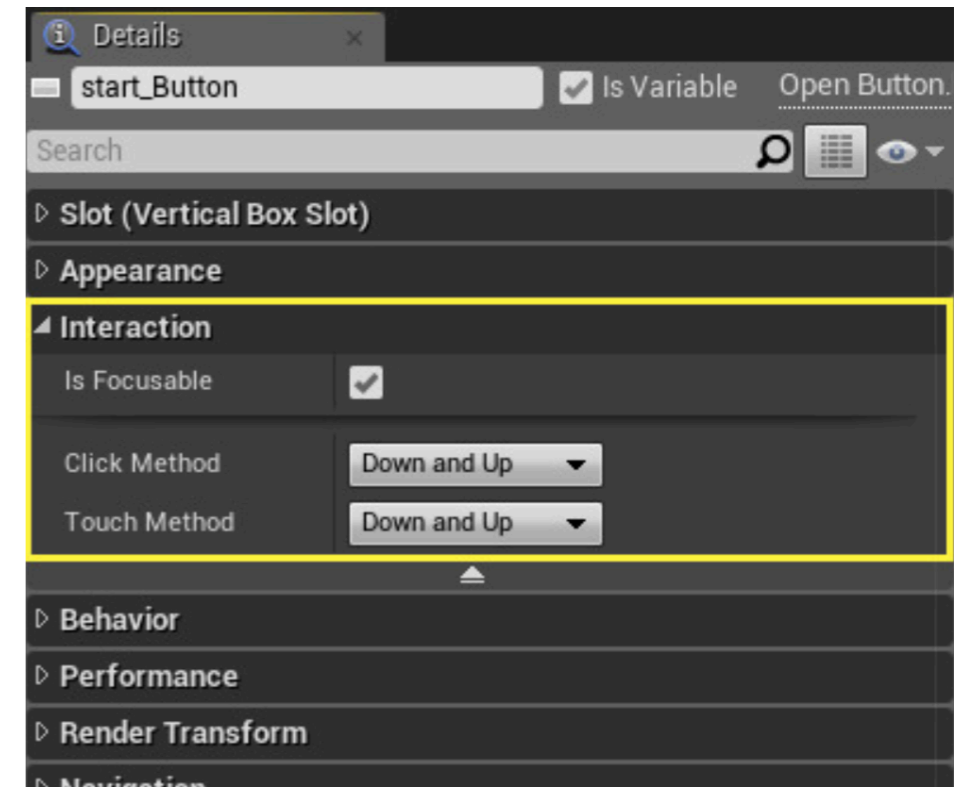 Details
start_Button Is Variable Open Button.
Search
Slot (Vertical Box Slot)
Appearance
Interaction
Is Focusable
Click Method Down and Up
Touch Method Down and Up
Behavior
Performance
Render Transform
Navigation